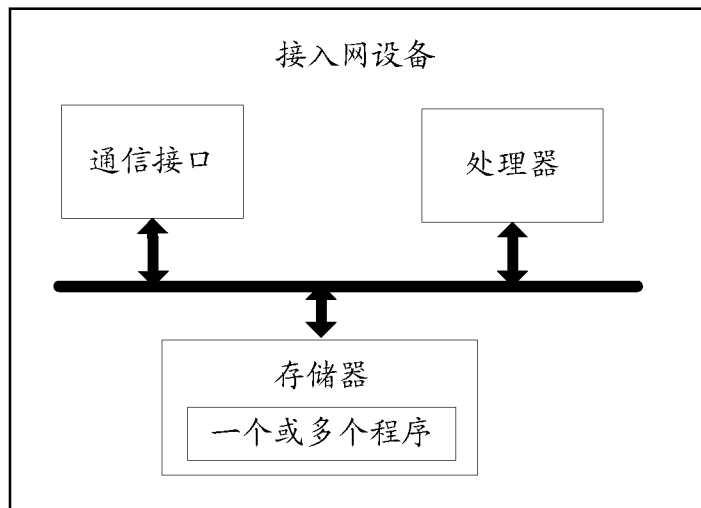 接入网设备
通信接口
处理器
存储器
一个或多个程序